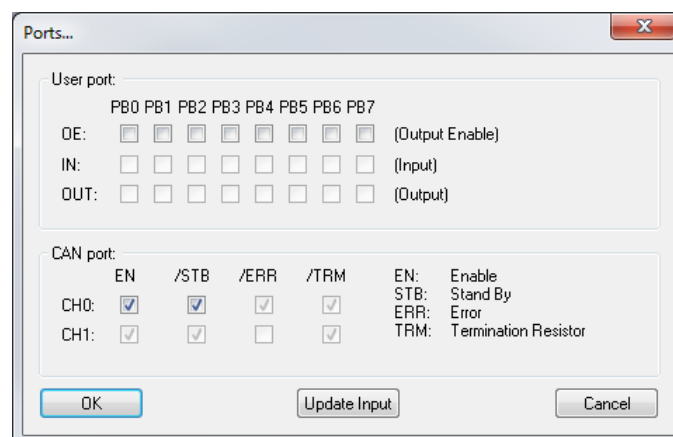 Ports...
User port:
PB0 PB1 PB2 PB3 PB4 PB5 PB6 PB7
OE: (Output Enable)
IN: (Input)
OUT: (Output)
CAN port:
EN /STB /ERR /TRM EN: Enable
STB: Stand By
CH0: ERR: Error
CH1: TRM: Termination Resistor
OK Update Input Cancel